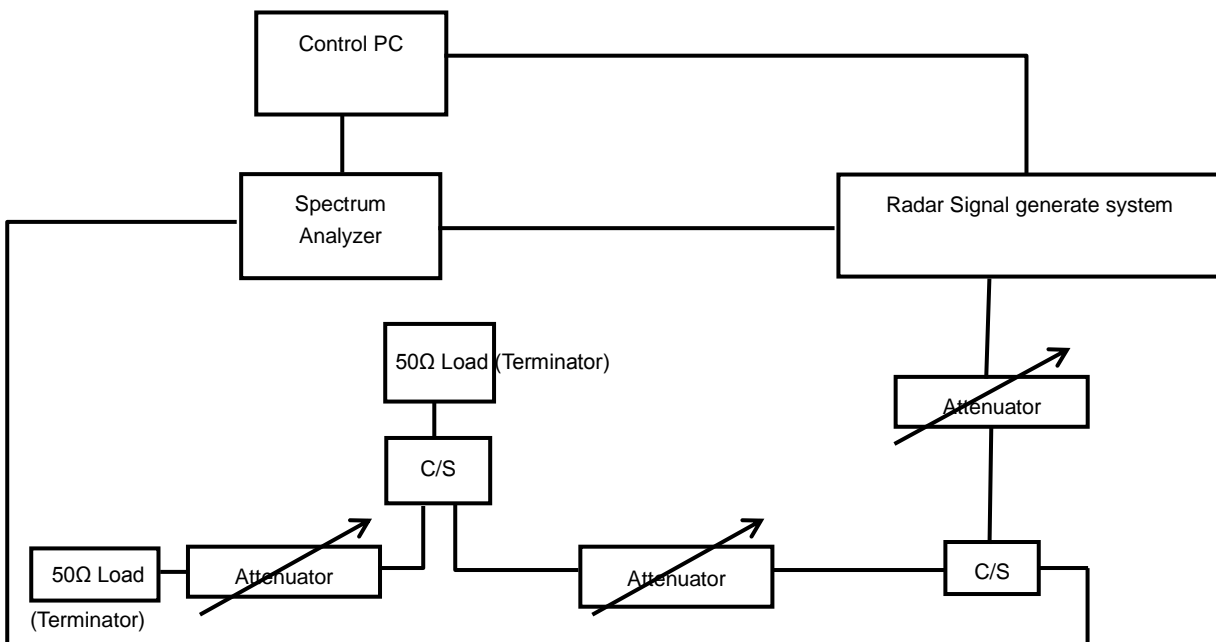 Control PC
Spectrum
Analyzer
Radar Signal generate system
50Ω Load (Terminator)
Attenuator
C/S
50Ω Load
(Terminator)
Attenuator
Attenuator
C/S